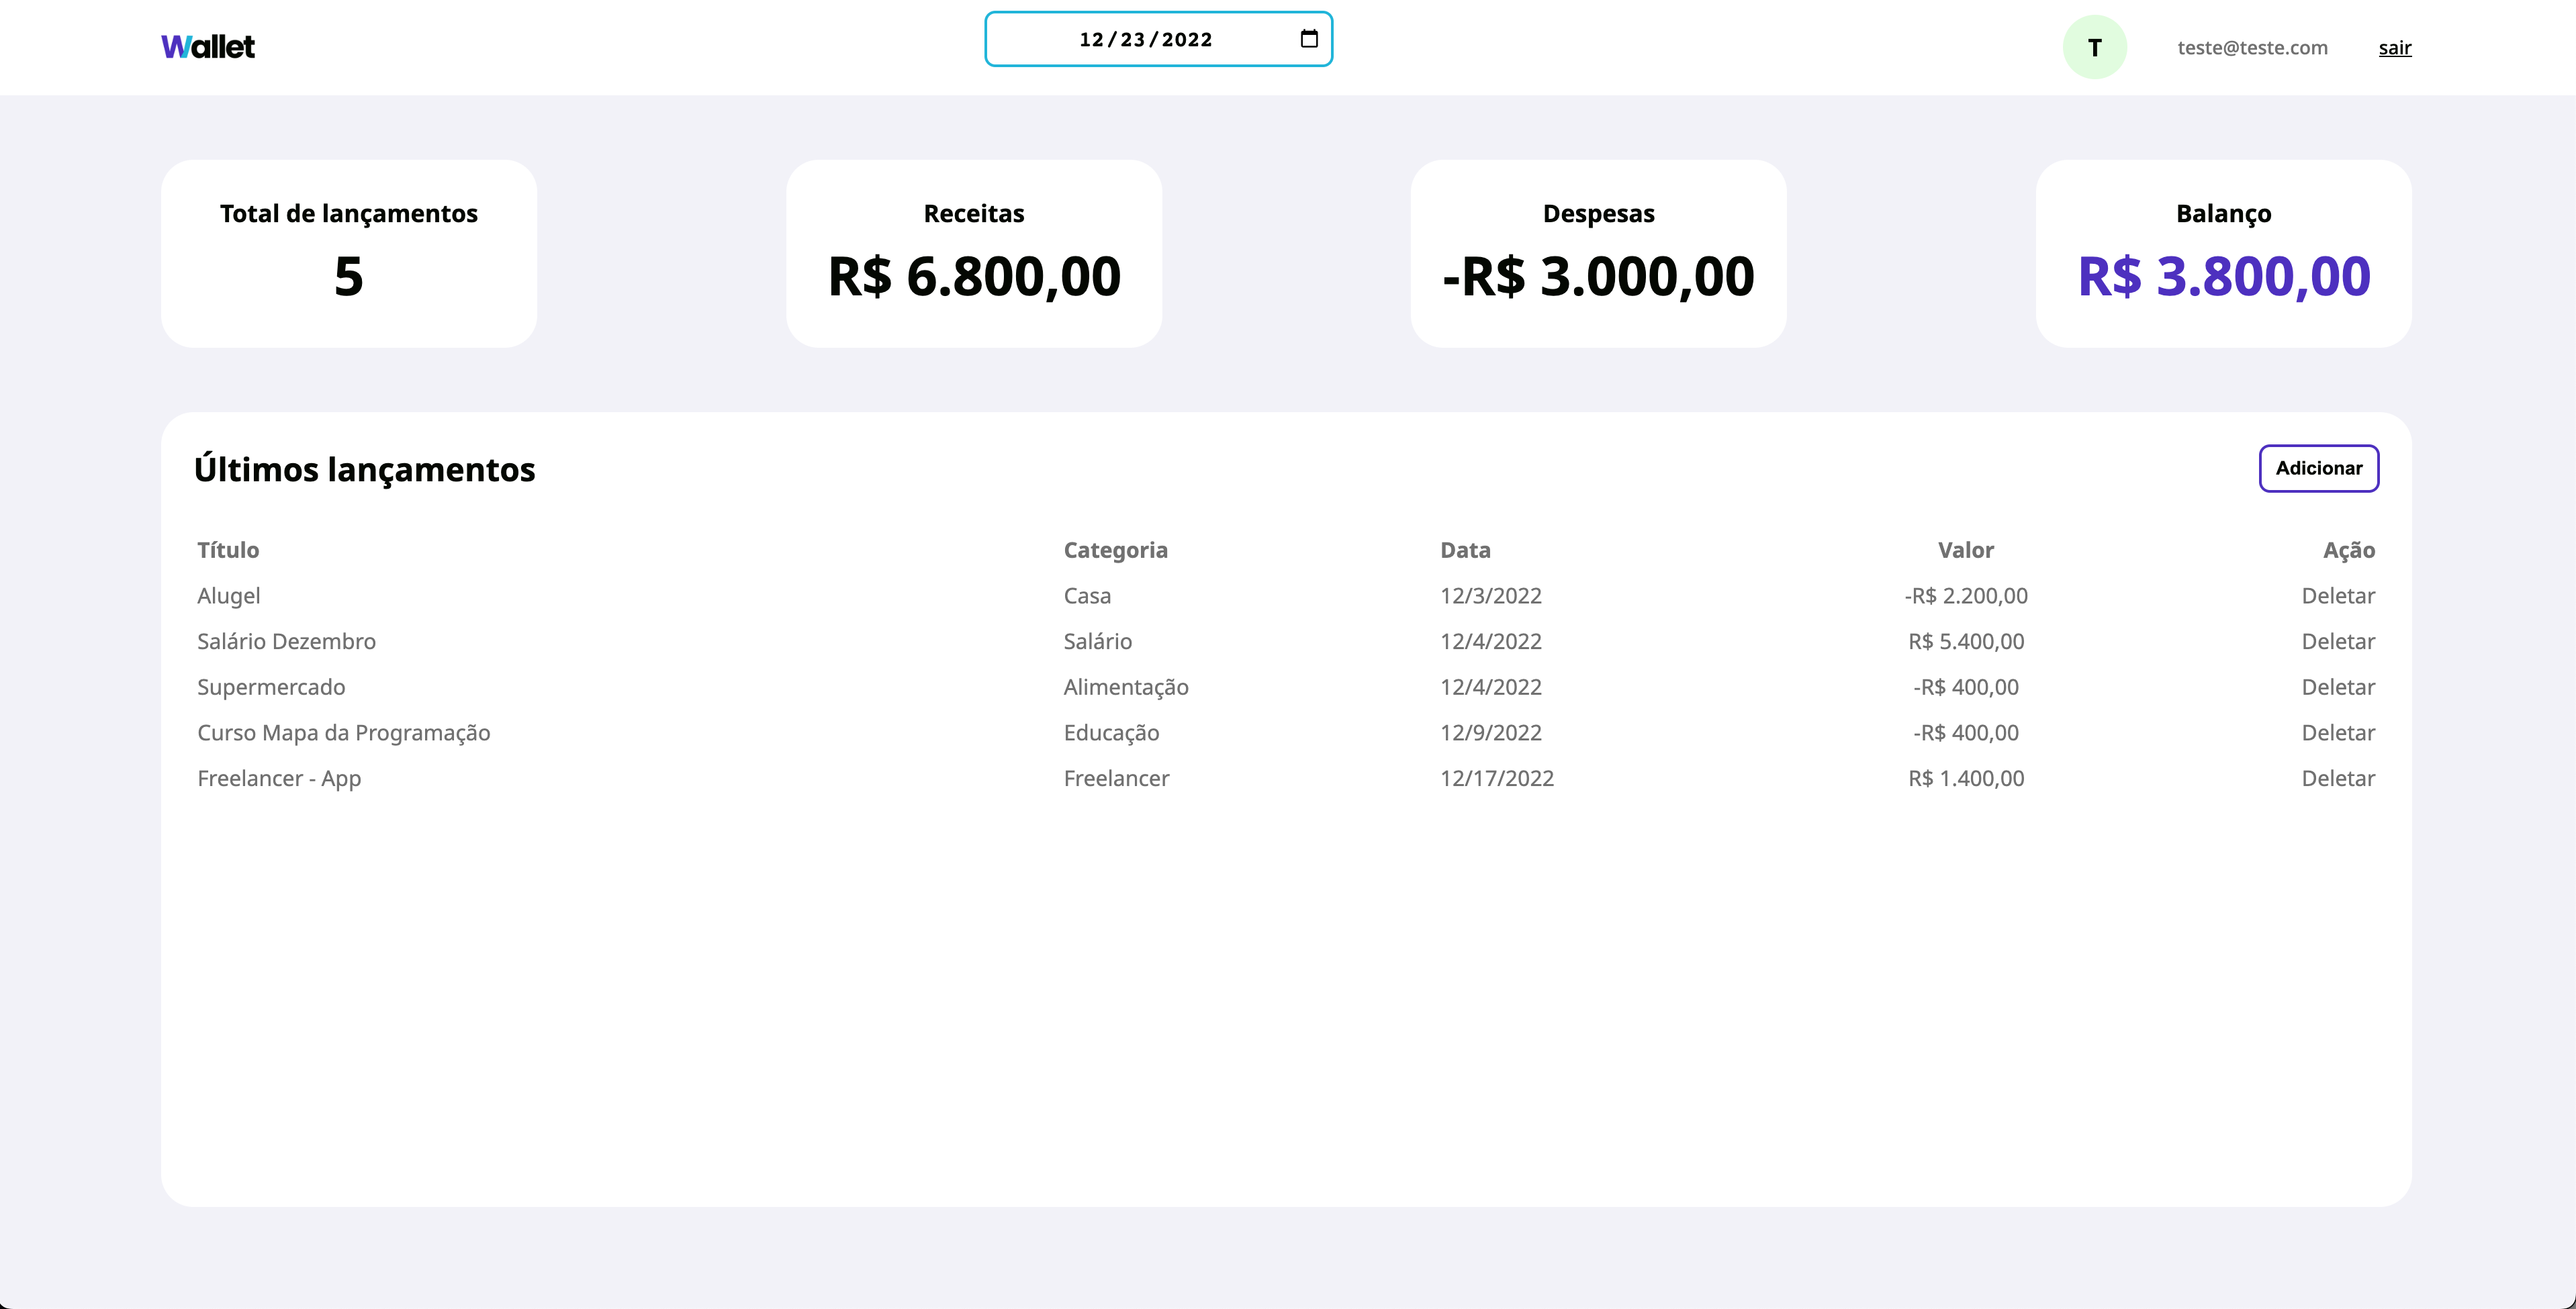 Wallet
12/23/2022
T
teste@teste.com
sair
Total de lançamentos
5
Receitas
R$ 6.800,00
Despesas
-R$ 3.000,00
Balanço
R$ 3.800,00
Últimos lançamentos
Adicionar
Título Categoria Data Valor Ação
Alugel Casa 12/3/2022 -R$ 2.200,00 Deletar
Salário Dezembro Salário 12/4/2022 R$ 5.400,00 Deletar
Supermercado Alimentação 12/4/2022 -R$ 400,00 Deletar
Curso Mapa da Programação Educação 12/9/2022 -R$ 400,00 Deletar
Freelancer - App Freelancer 12/17/2022 R$ 1.400,00 Deletar